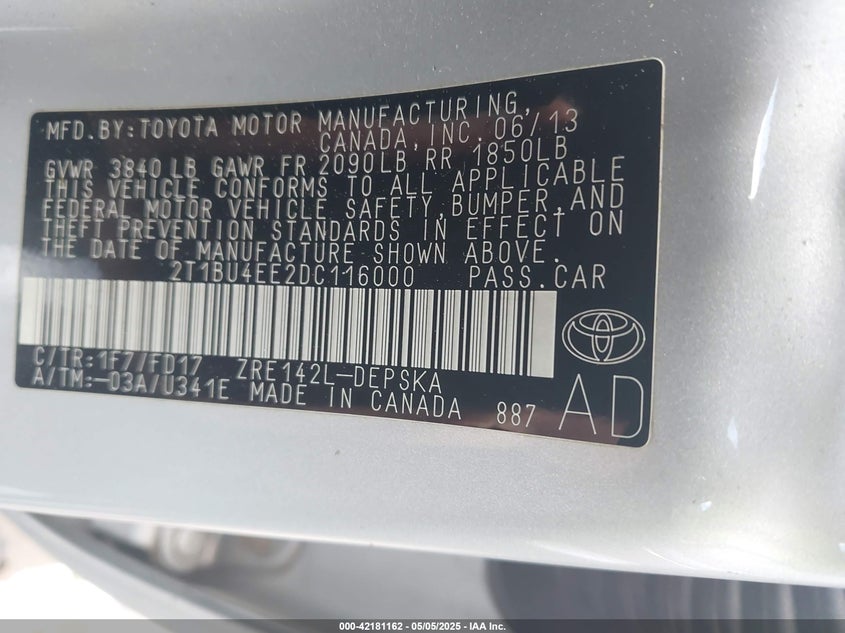 MFD.BY:TOYOTA MOTOR MANUFACTURING,
CANADA,INC. 06/13
GVWR 3840 LB GAWR FR 2090LB RR 1850LB
THIS VEHICLE CONFORMS TO ALL APPLICABLE
FEDERAL MOTOR VEHICLE SAFETY,BUMPER,AND
THEFT PREVENTION STANDARDS IN EFFECT ON
THE DATE OF MANUFACTURE SHOWN ABOVE.
2T1BU4EE2DC116000 PASS.CAR
C/TR:1F7/FD17 ZRE142L-DEPSKA
A/TM:-03A/U341E MADE IN CANADA 887 AD
000-42181162 - 05/05/2025 - IAA Inc.